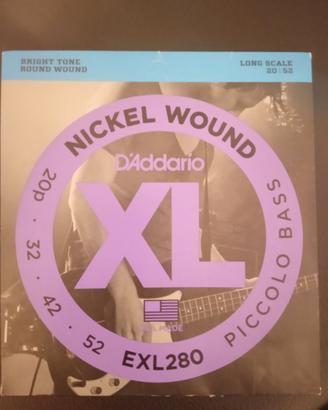 BRIGHT TONE
ROUND WOUND
LONG SCALE
20 52
NICKEL WOUND
D'Addario
XL
20p · 32 · 42 · 52
EXL280
PICCOLO BASS
MADE